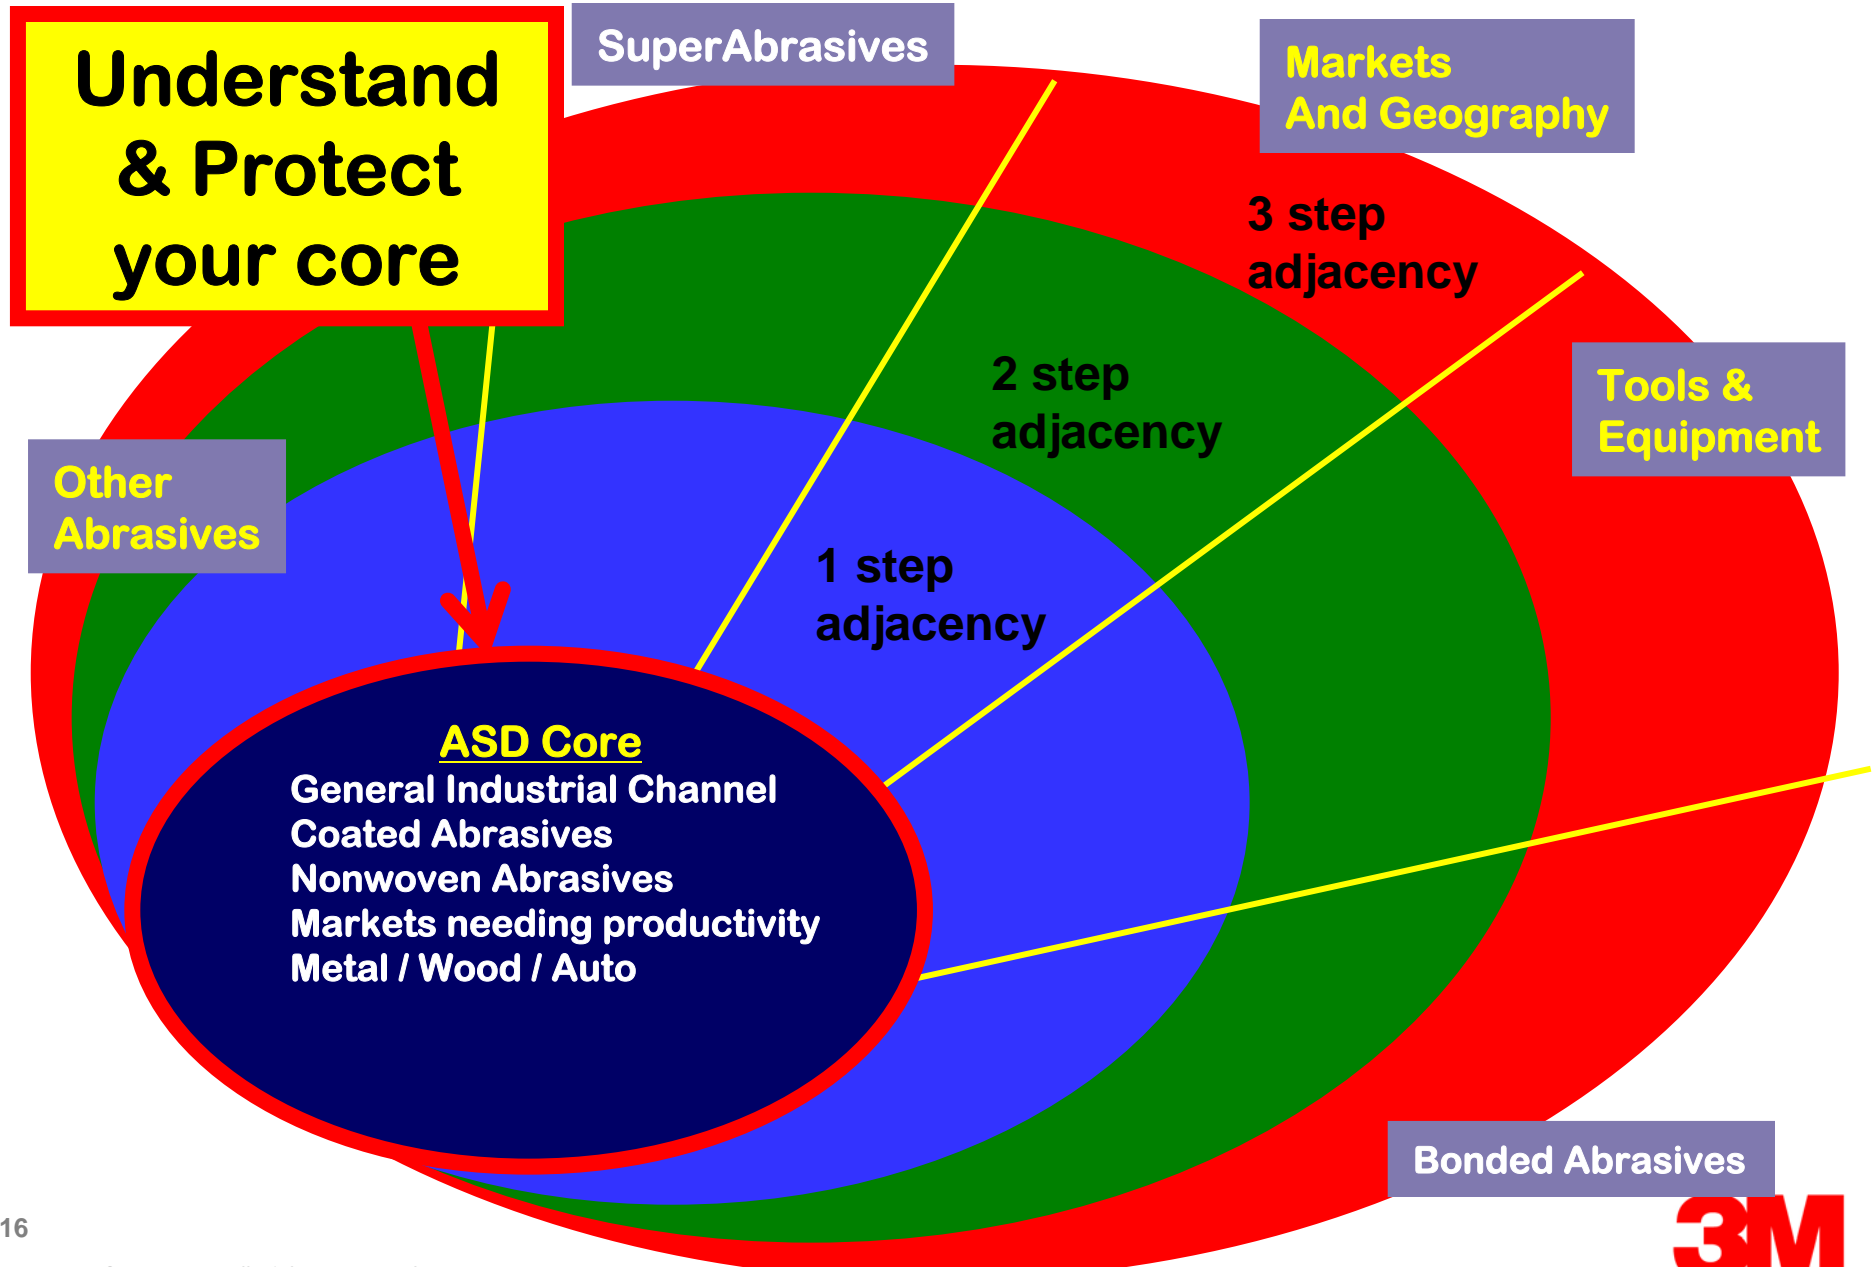 Understand
& Protect
your core
SuperAbrasives
Markets
And Geography
3 step
adjacency
2 step
adjacency
Tools &
Equipment
Other
Abrasives
1 step
adjacency
ASD Core
General Industrial Channel
Coated Abrasives
Nonwoven Abrasives
Markets needing productivity
Metal / Wood / Auto
Bonded Abrasives
16
3M